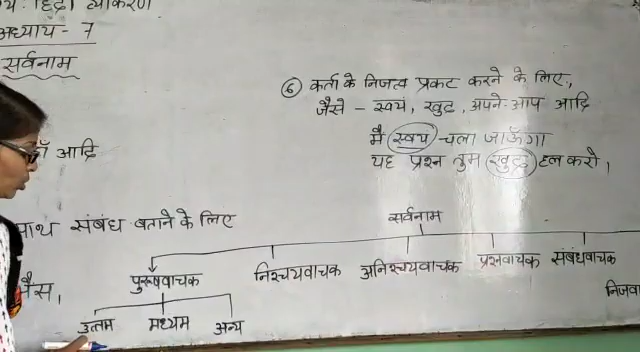 हिंदी व्याकरण
अध्याय - 7
सर्वनाम
⑥ कर्ता के निजत्व प्रकट करने के लिए,
जैसे - स्वयं, खुद, अपने-आप आदि
मैं स्वयं चला जाऊँगा
यह प्रश्न तुम खुद हल करो,
आदि
संबंध बताने के लिए
सर्वनाम
पुरूषवाचक निश्चयवाचक अनिश्चयवाचक प्रश्नवाचक संबंधवाचक
उत्तम मध्यम अन्य